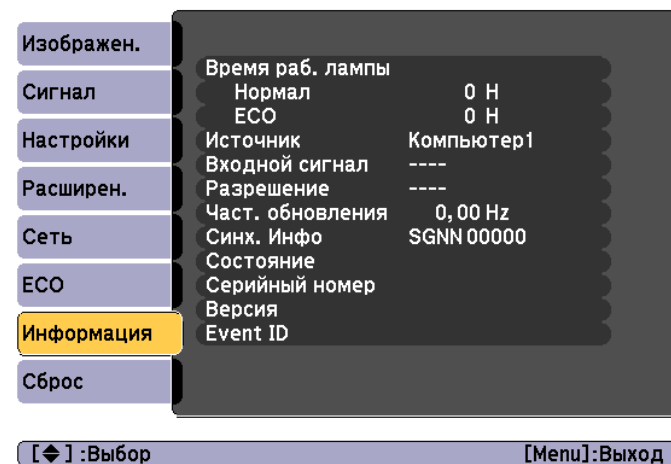 Изображен.
Сигнал
Настройки
Расширен.
Сеть
ECO
Информация
Сброс
Время раб. лампы
Нормал 0 H
ECO 0 H
Источник Компьютер1
Входной сигнал ----
Разрешение ----
Част. обновления 0,00 Hz
Синх. Инфо SGNN 00000
Состояние
Серийный номер
Версия
Event ID
[◆] :Выбор [Menu]:Выход